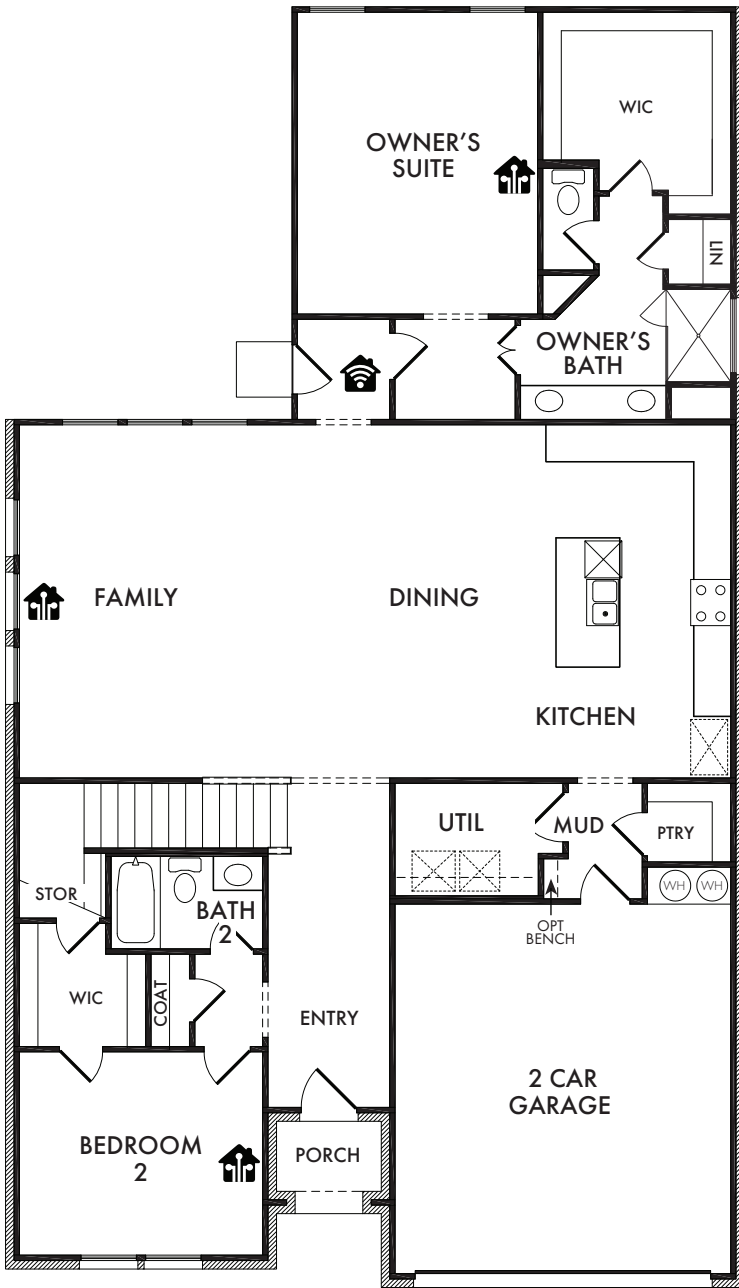 WIC
OWNER'S
SUITE
LIN
OWNER'S
BATH
FAMILY
DINING
KITCHEN
UTIL
MUD
PTRY
STOR
BATH
2
WH
WH
OPT
BENCH
WIC
COAT
ENTRY
2 CAR
GARAGE
BEDROOM
2
PORCH